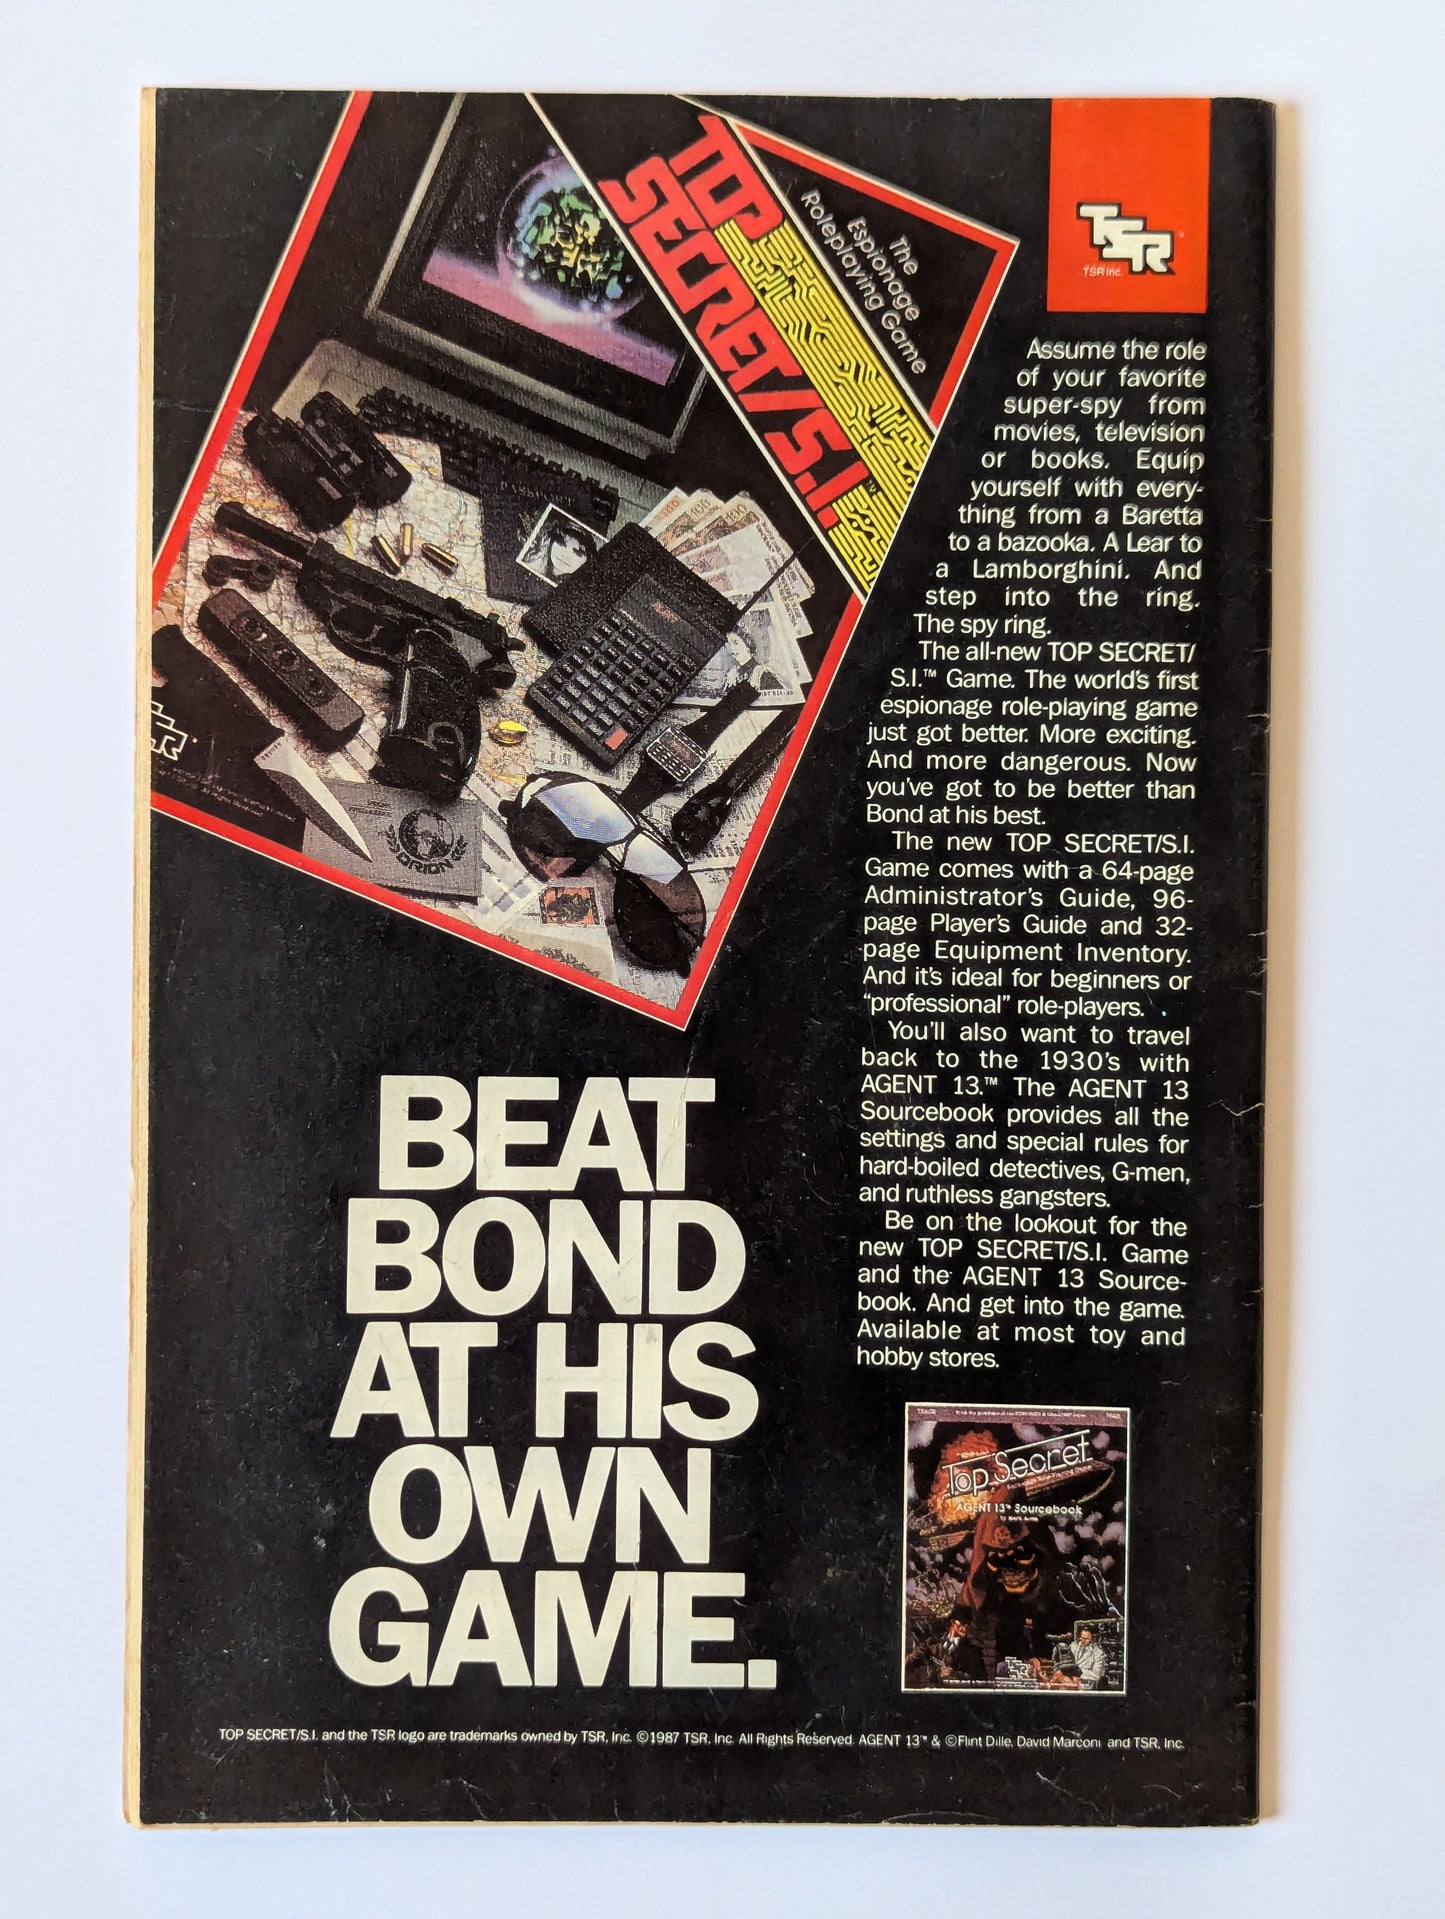 TOP
SECRET/S.I.™
The
Espionage
Roleplaying Game
TSR
TSR Inc.
ORION
Assume the role
of your favorite
super-spy from
movies, television
or books. Equip
yourself with every-
thing from a Baretta
to a bazooka. A Lear to
a Lamborghini. And
step into the ring.
The spy ring.
The all-new TOP SECRET/
S.I.™ Game. The world's first
espionage role-playing game
just got better. More exciting.
And more dangerous. Now
you've got to be better than
Bond at his best.
The new TOP SECRET/S.I.
Game comes with a 64-page
Administrator's Guide, 96-
page Player's Guide and 32-
page Equipment Inventory.
And it's ideal for beginners or
“professional” role-players.
You'll also want to travel
back to the 1930's with
AGENT 13.™ The AGENT 13
Sourcebook provides all the
settings and special rules for
hard-boiled detectives, G-men,
and ruthless gangsters.
Be on the lookout for the
new TOP SECRET/S.I. Game
and the AGENT 13 Source-
book. And get into the game.
Available at most toy and
hobby stores.
BEAT
BOND
AT HIS
OWN
GAME.
Top Secret
AGENT 13™ Sourcebook
TSR
TOP SECRET/S.I. and the TSR logo are trademarks owned by TSR, Inc. ©1987 TSR, Inc. All Rights Reserved. AGENT 13™ & ©Flint Dille, David Marconi and TSR, Inc.